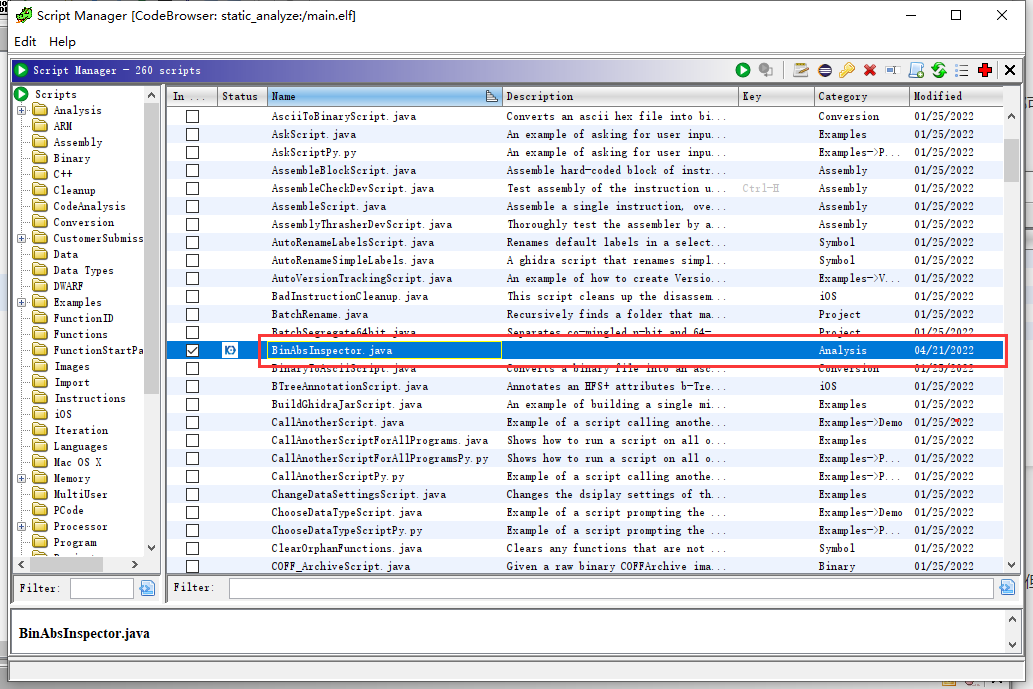 Script Manager [CodeBrowser: static_analyze:/main.elf]
Edit Help
Script Manager - 260 scripts
Scripts
Analysis
ARM
Assembly
Binary
C++
Cleanup
CodeAnalysis
Conversion
CustomerSubmiss
Data
Data Types
DWARF
Examples
FunctionID
Functions
FunctionStartPa
Images
Import
Instructions
iOS
Iteration
Languages
Mac OS X
Memory
MultiUser
PCode
Processor
Program
Filter:
In ... Status Name Description Key Category Modified
AsciiToBinaryScript.java Converts an ascii hex file into bi... Conversion 01/25/2022
AskScript.java An example of asking for user inpu... Examples 01/25/2022
AskScriptPy.py An example of asking for user inpu... Examples->P... 01/25/2022
AssembleBlockScript.java Assemble hard-coded block of instr... Assembly 01/25/2022
AssembleCheckDevScript.java Test assembly of the instruction u... Ctrl-H Assembly 01/25/2022
AssembleScript.java Assemble a single instruction, ove... Assembly 01/25/2022
AssemblyThrasherDevScript.java Thoroughly test the assembler by a... Assembly 01/25/2022
AutoRenameLabelsScript.java Renames default labels in a select... Symbol 01/25/2022
AutoRenameSimpleLabels.java A ghidra script that renames simpl... Symbol 01/25/2022
AutoVersionTrackingScript.java An example of how to create Versio... Examples->V... 01/25/2022
BadInstructionCleanup.java This script cleans up the disassem... iOS 01/25/2022
BatchRename.java Recursively finds a folder that ma... Project 01/25/2022
BatchSegregate64bit.java Separates co-mingled n-bit and 64-... Project 01/25/2022
BinAbsInspector.java Analysis 04/21/2022
BinaryToAsciiScript.java Converts a binary file into an asc... Conversion 01/25/2022
BTreeAnnotationScript.java Annotates an HFS+ attributes b-Tre... iOS 01/25/2022
BuildGhidraJarScript.java An example of building a single mi... Examples 01/25/2022
CallAnotherScript.java Example of a script calling anothe... Examples->Demo 01/25/2022
CallAnotherScriptForAllPrograms.java Shows how to run a script on all o... Examples 01/25/2022
CallAnotherScriptForAllProgramsPy.py Shows how to run a script on all o... Examples->P... 01/25/2022
CallAnotherScriptPy.py Example of a script calling anothe... Examples->P... 01/25/2022
ChangeDataSettingsScript.java Changes the dsiplay settings of th... Examples 01/25/2022
ChooseDataTypeScript.java Example of a script prompting the ... Examples->Demo 01/25/2022
ChooseDataTypeScriptPy.py Example of a script prompting the ... Examples->P... 01/25/2022
ClearOrphanFunctions.java Clears any functions that are not ... Symbol 01/25/2022
COFF_ArchiveScript.java Given a raw binary COFFArchive ima... Binary 01/25/2022
Filter:
BinAbsInspector.java